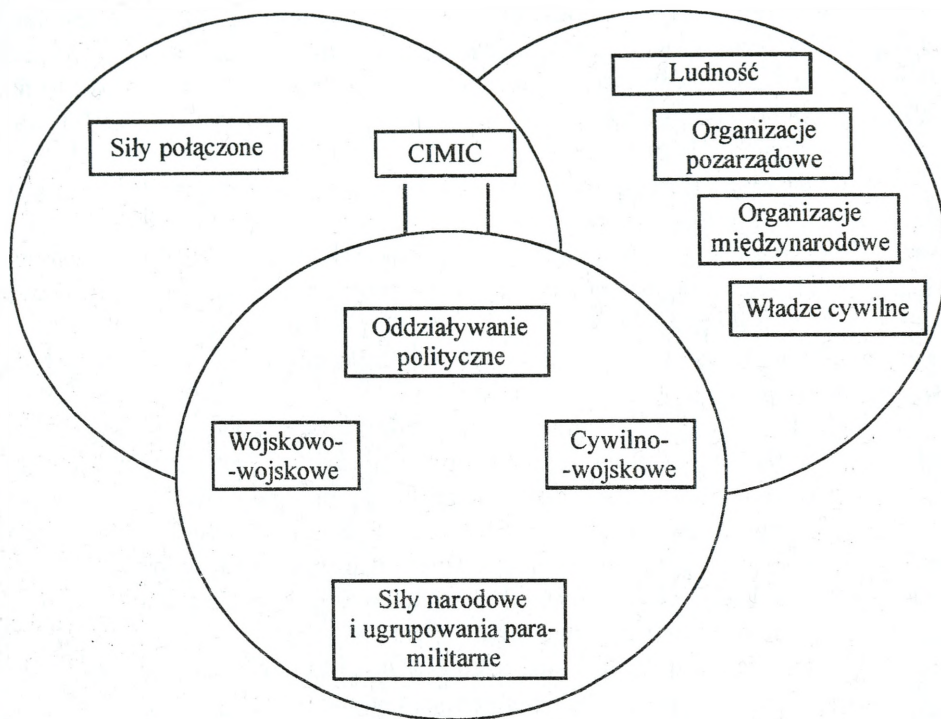 Ludność
Siły połączone
CIMIC
Organizacje
pozarządowe
Organizacje
międzynarodowe
Władze cywilne
Oddziaływanie
polityczne
Wojskowo-
-wojskowe
Cywilno-
-wojskowe
Siły narodowe
i ugrupowania para-
militarne